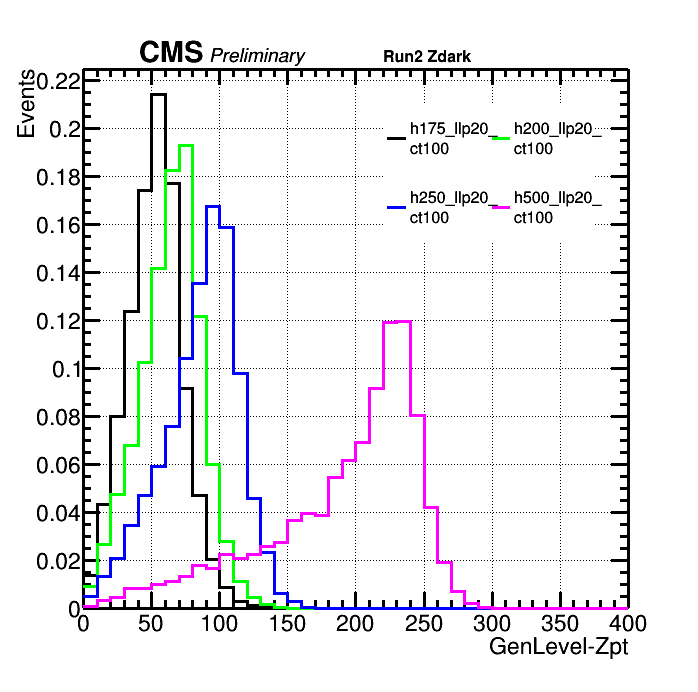 CMS Preliminary Run2 Zdark
Events
0.22
0.2
0.18
0.16
0.14
0.12
0.1
0.08
0.06
0.04
0.02
0
h175_llp20_
ct100
h200_llp20_
ct100
h250_llp20_
ct100
h500_llp20_
ct100
0 50 100 150 200 250 300 350 400
GenLevel-Zpt